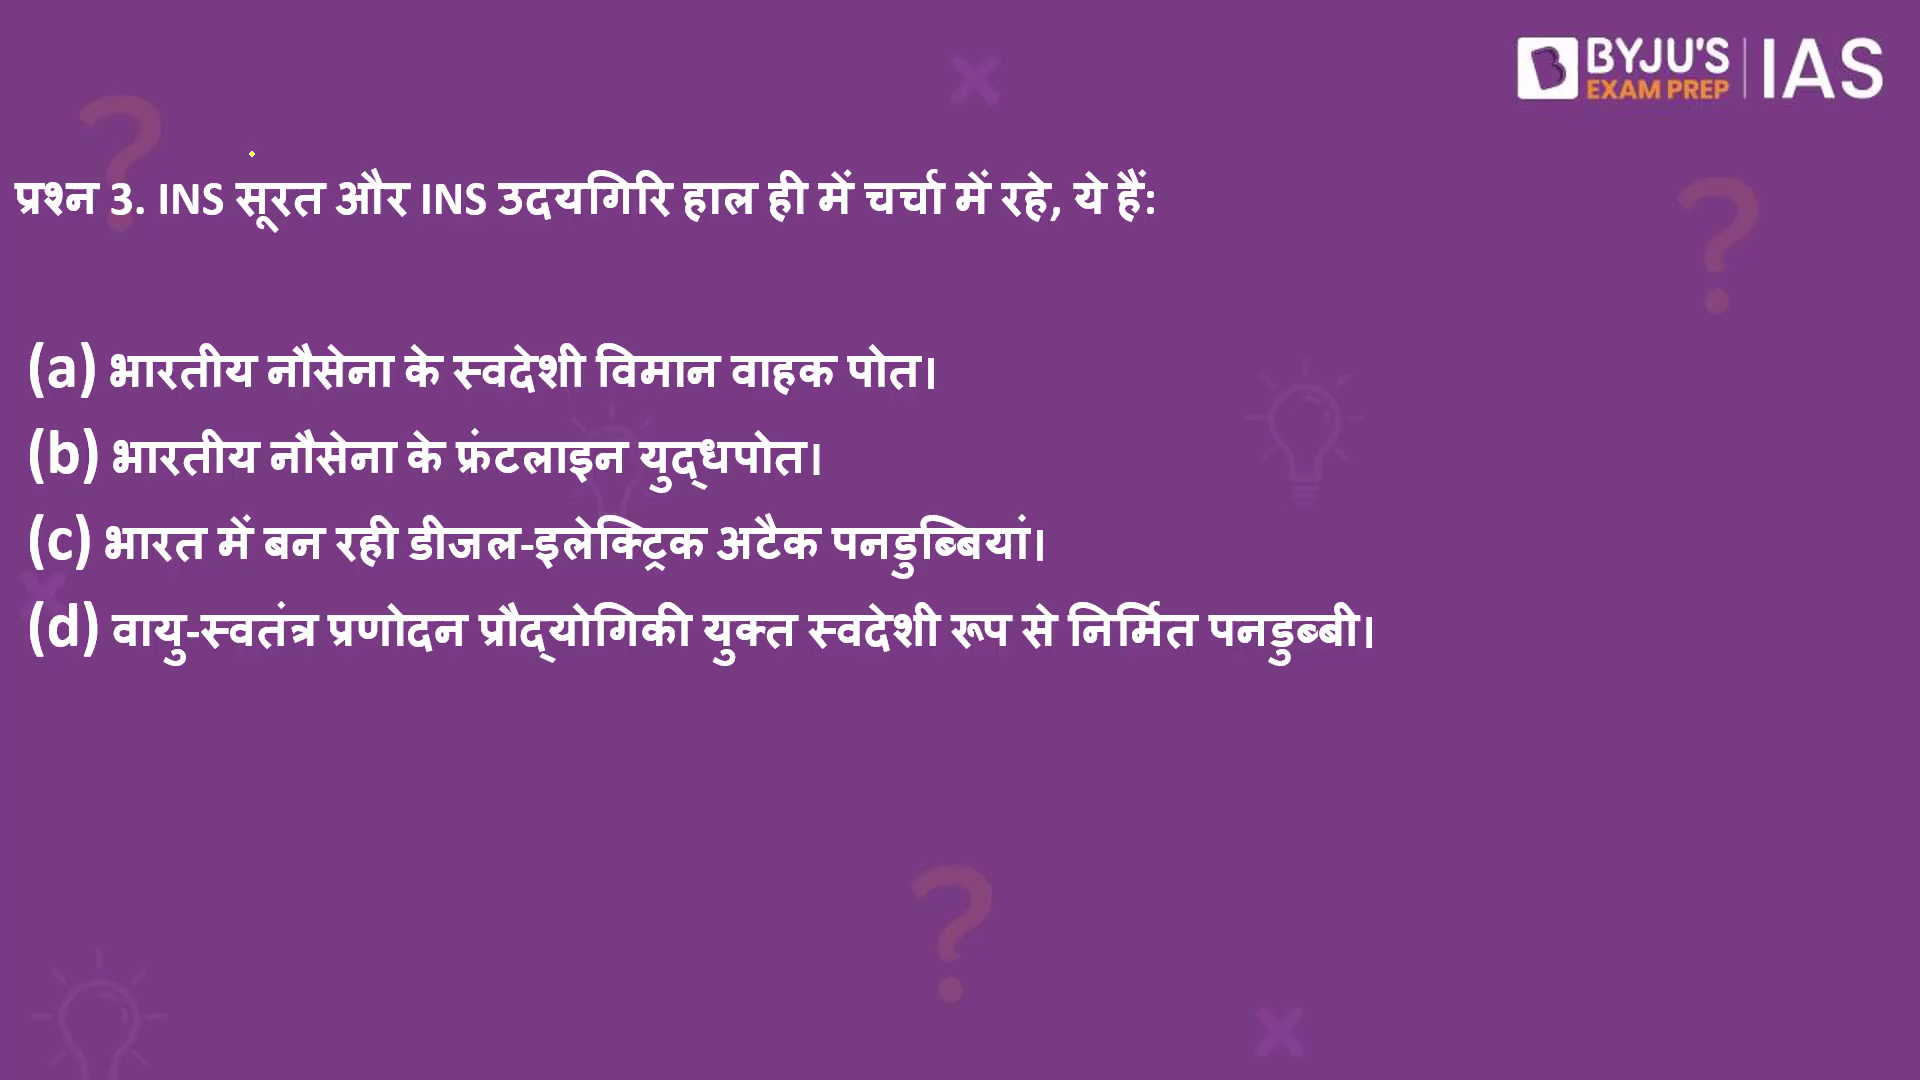 BYJU'S
EXAM PREP
IAS
प्रश्न 3. INS सूरत और INS उदयगिरि हाल ही में चर्चा में रहे, ये हैं:
(a) भारतीय नौसेना के स्वदेशी विमान वाहक पोत।
(b) भारतीय नौसेना के फ्रंटलाइन युद्धपोत।
(c) भारत में बन रही डीजल-इलेक्ट्रिक अटैक पनडुब्बियां।
(d) वायु-स्वतंत्र प्रणोदन प्रौद्योगिकी युक्त स्वदेशी रूप से निर्मित पनडुब्बी।